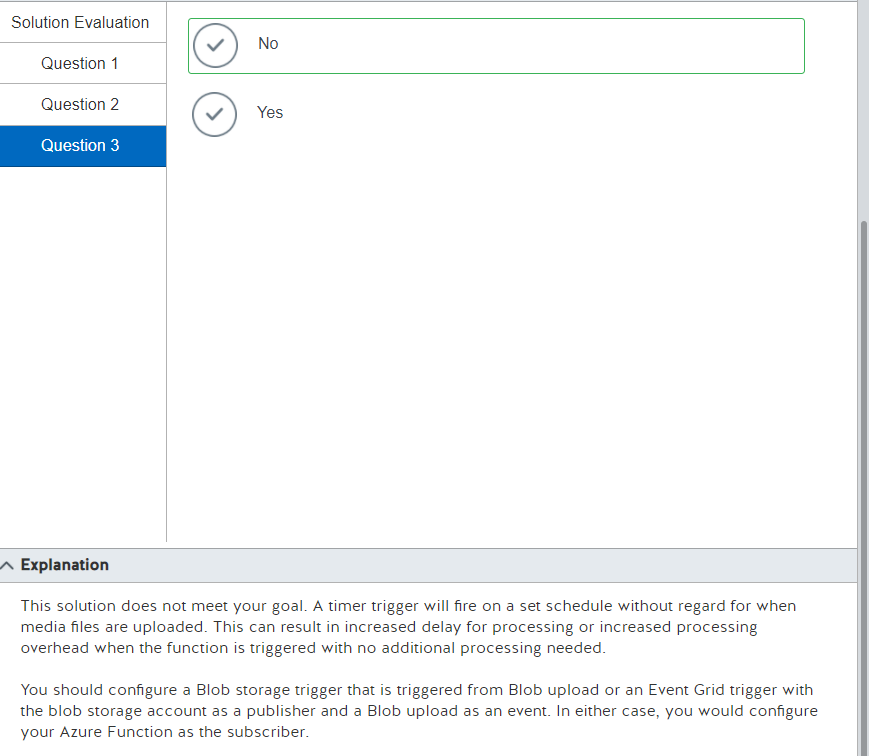 Solution Evaluation
Question 1
Question 2
Question 3
No
Yes
Explanation
This solution does not meet your goal. A timer trigger will fire on a set schedule without regard for when
media files are uploaded. This can result in increased delay for processing or increased processing
overhead when the function is triggered with no additional processing needed.
You should configure a Blob storage trigger that is triggered from Blob upload or an Event Grid trigger with
the blob storage account as a publisher and a Blob upload as an event. In either case, you would configure
your Azure Function as the subscriber.